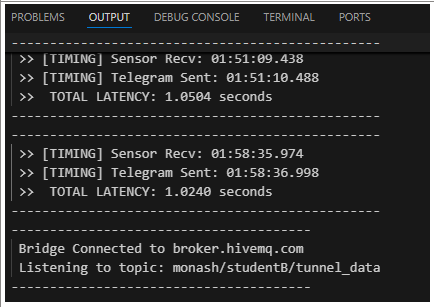 PROBLEMS OUTPUT DEBUG CONSOLE TERMINAL PORTS
------------------------------------------------
>> [TIMING] Sensor Recv: 01:51:09.438
>> [TIMING] Telegram Sent: 01:51:10.488
>>  TOTAL LATENCY: 1.0504 seconds
------------------------------------------------
------------------------------------------------
>> [TIMING] Sensor Recv: 01:58:35.974
>> [TIMING] Telegram Sent: 01:58:36.998
>>  TOTAL LATENCY: 1.0240 seconds
------------------------------------------------
---------------------------------------
Bridge Connected to broker.hivemq.com
Listening to topic: monash/studentB/tunnel_data
---------------------------------------